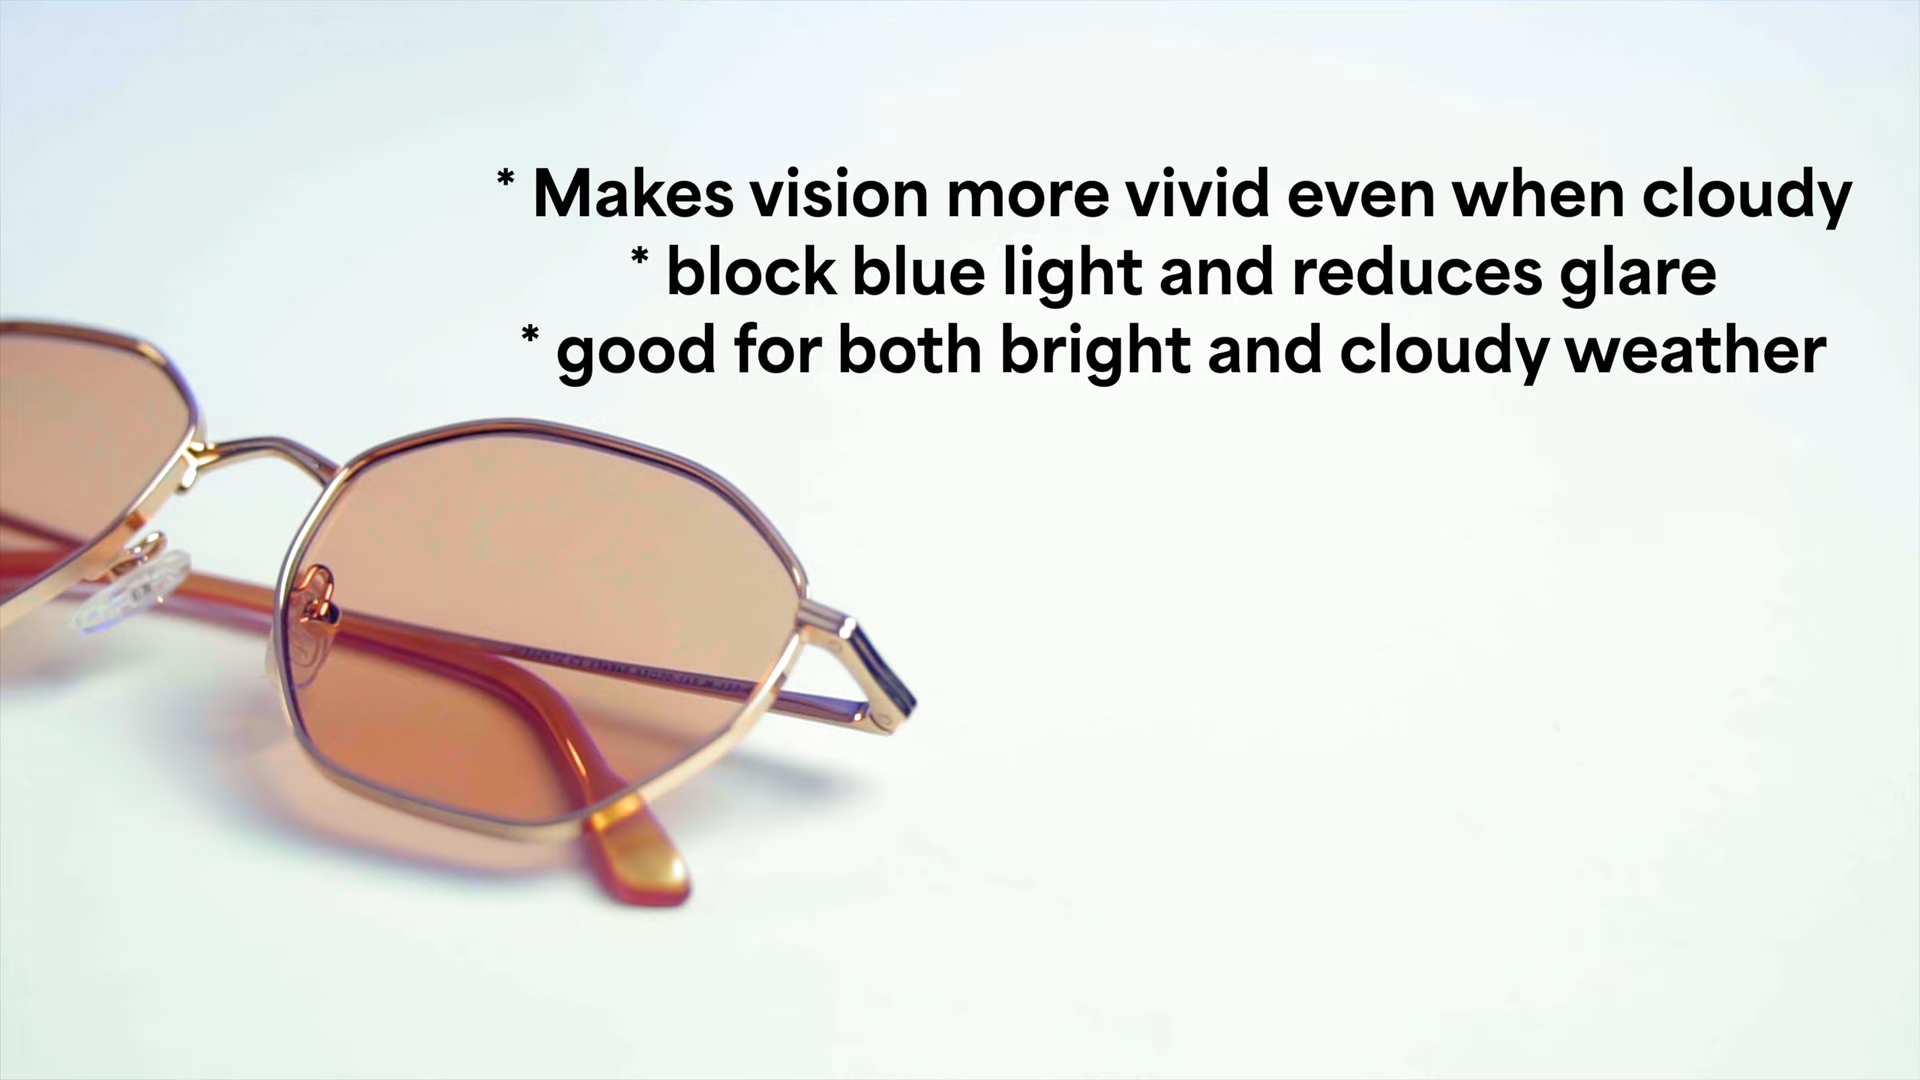 * Makes vision more vivid even when cloudy
* block blue light and reduces glare
* good for both bright and cloudy weather